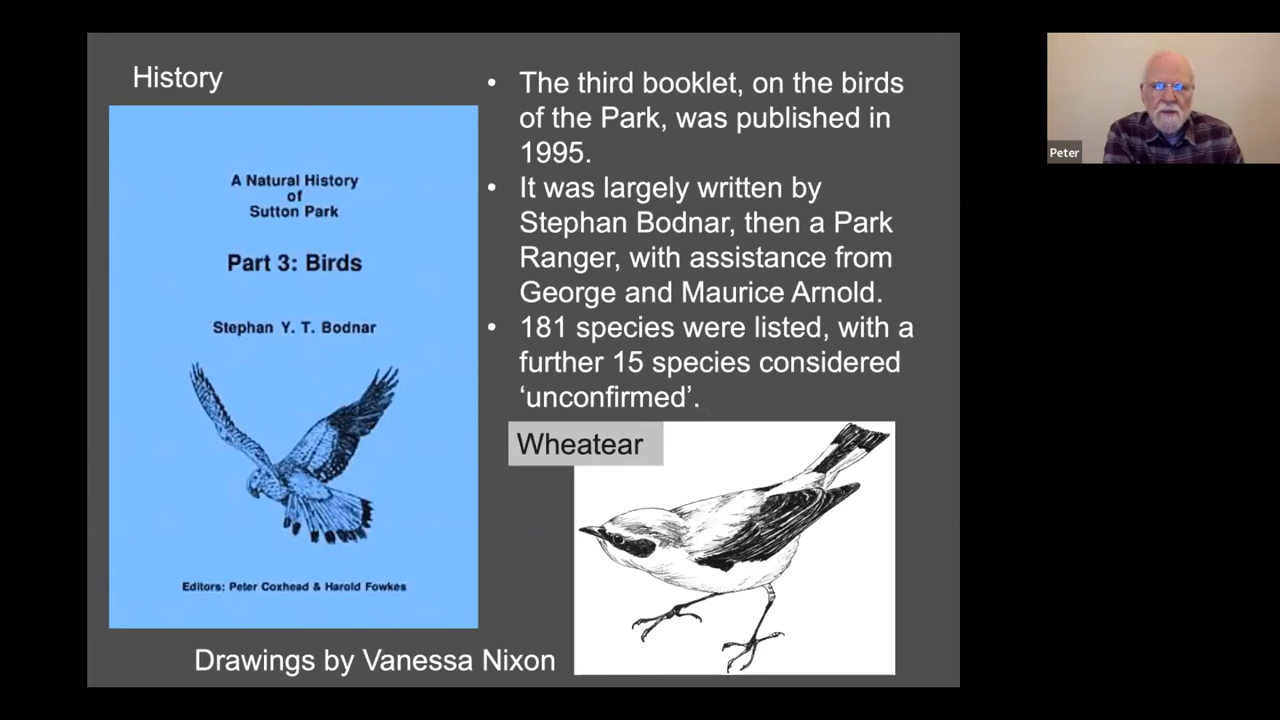 History
A Natural History
of
Sutton Park
Part 3: Birds
Stephan Y. T. Bodnar
Editors: Peter Coxhead & Harold Fowkes
• The third booklet, on the birds
of the Park, was published in
1995.
• It was largely written by
Stephan Bodnar, then a Park
Ranger, with assistance from
George and Maurice Arnold.
• 181 species were listed, with a
further 15 species considered
‘unconfirmed’.
Wheatear
Drawings by Vanessa Nixon
Peter